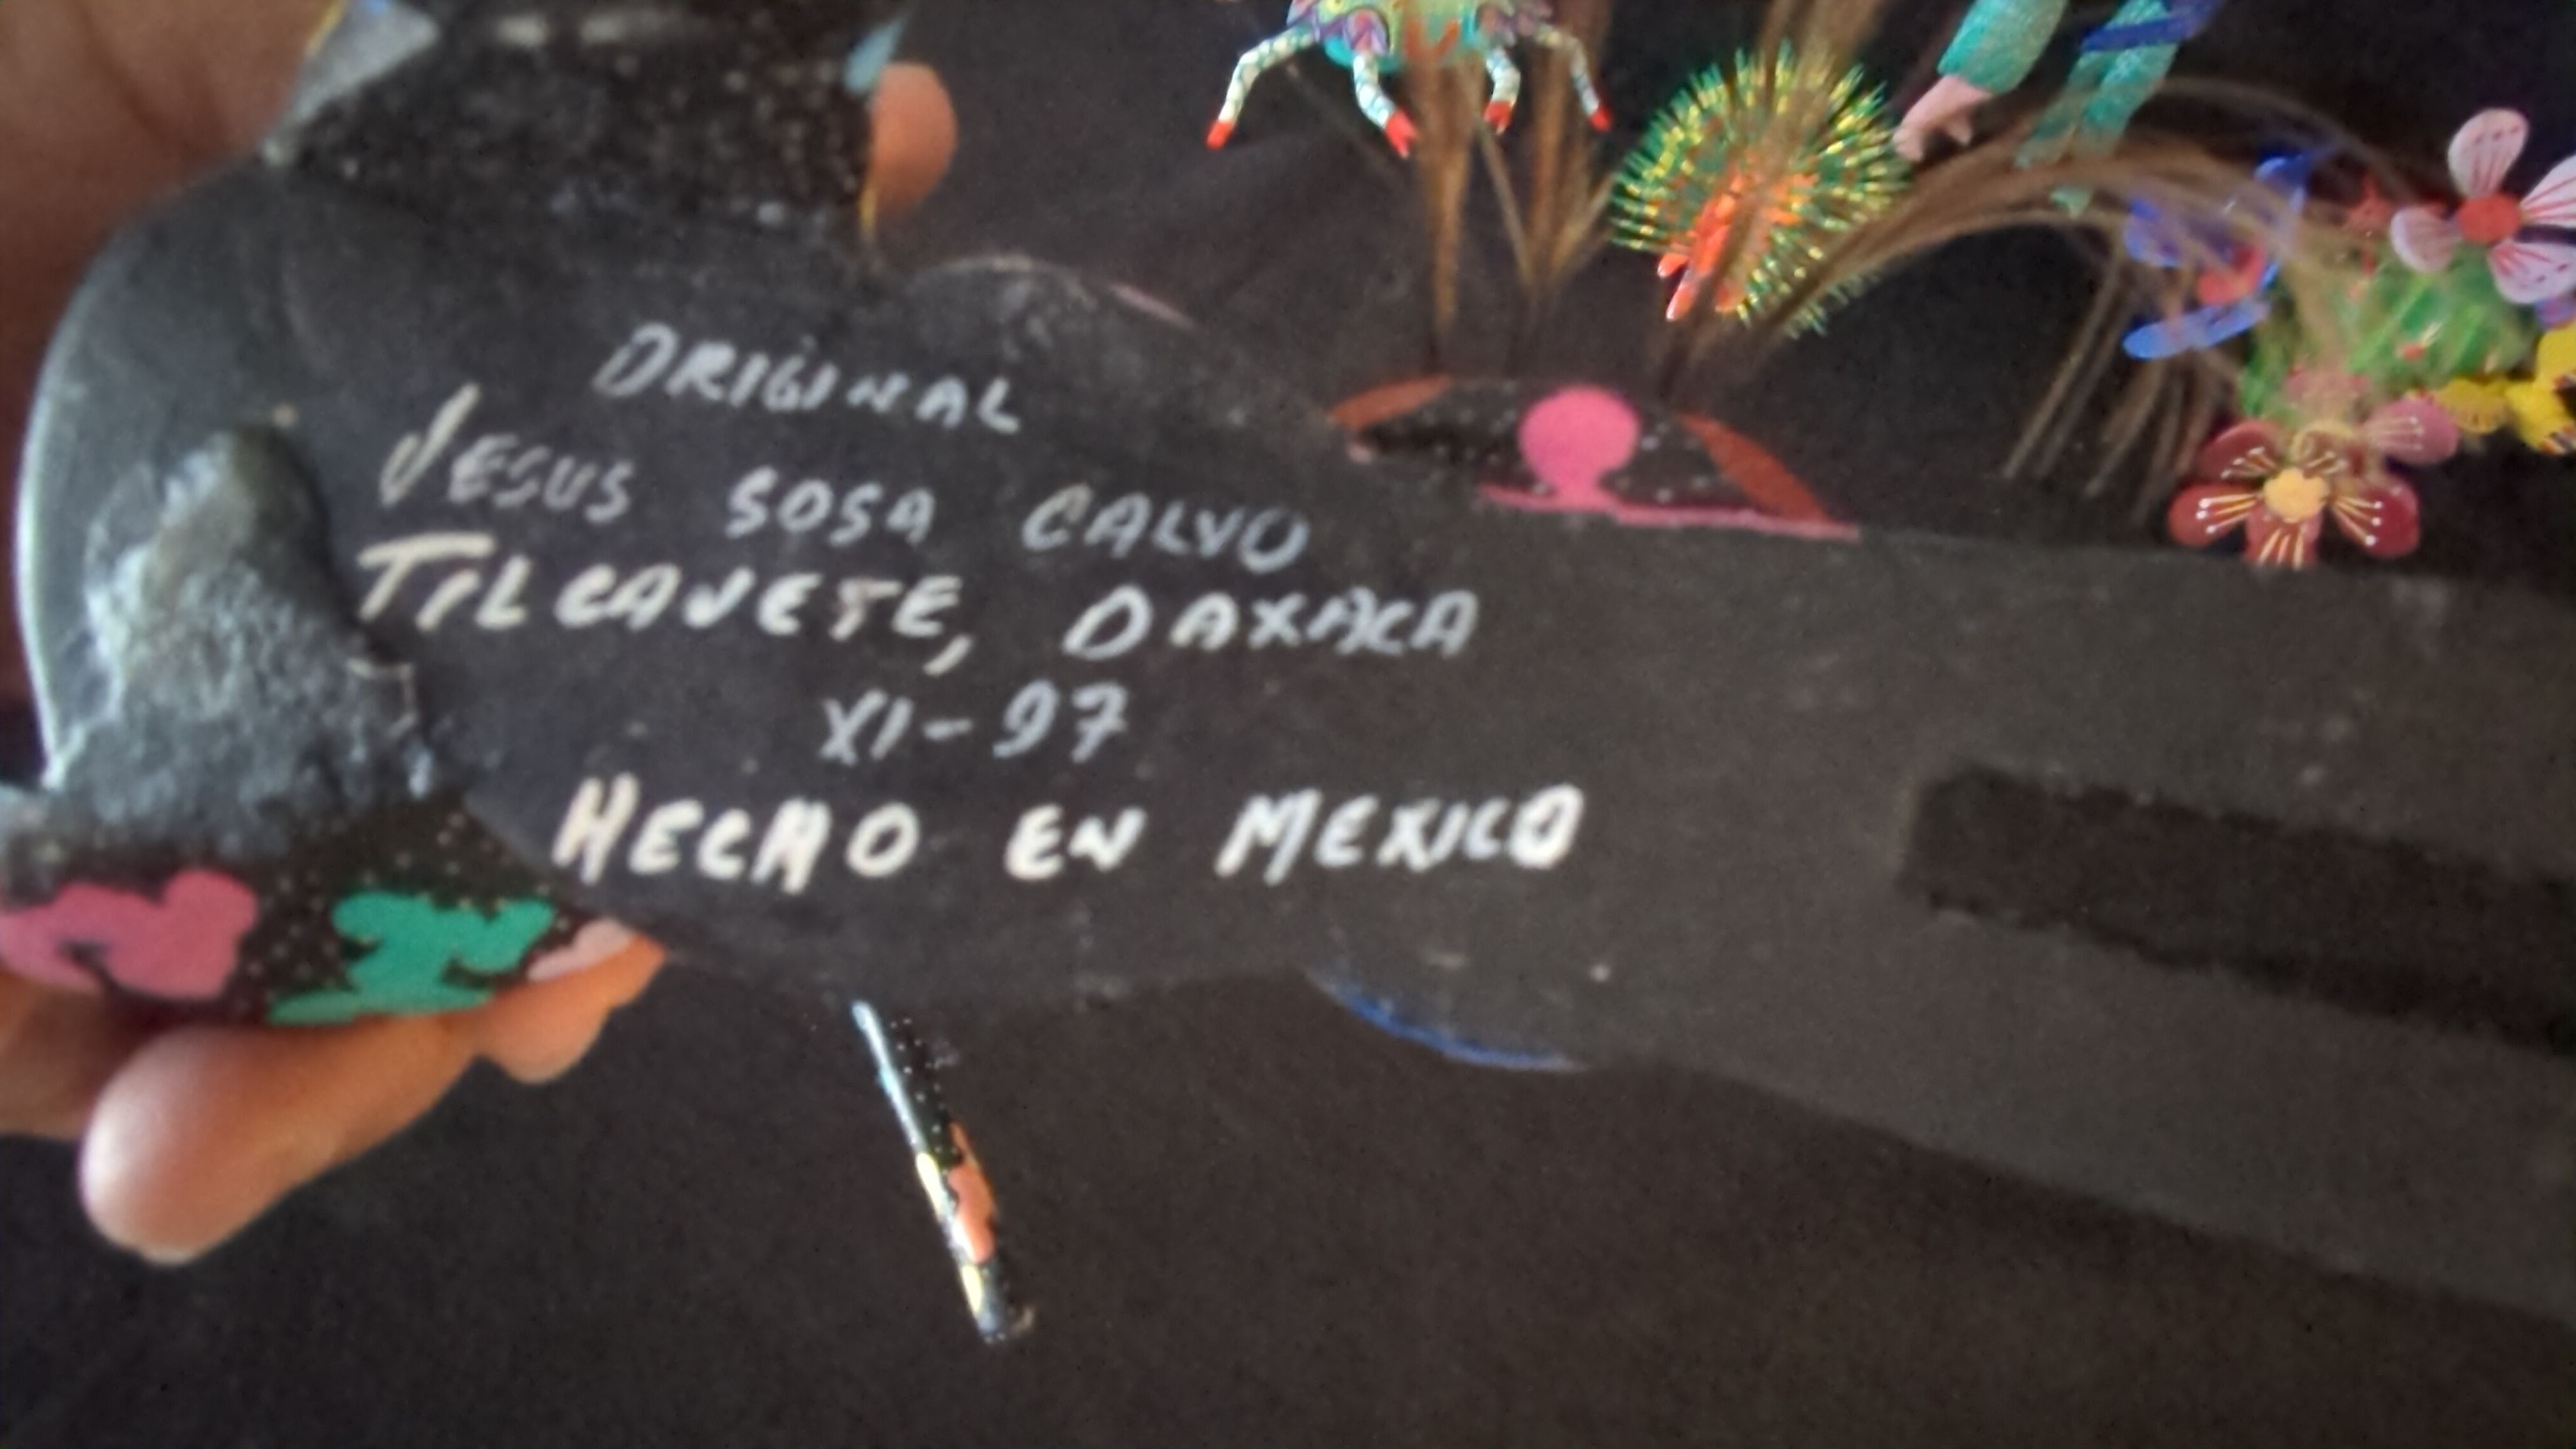 ORIGINAL
JESUS SOSA CALVO
TILCAJETE, OAXACA
XI-97
HECHO EN MEXICO